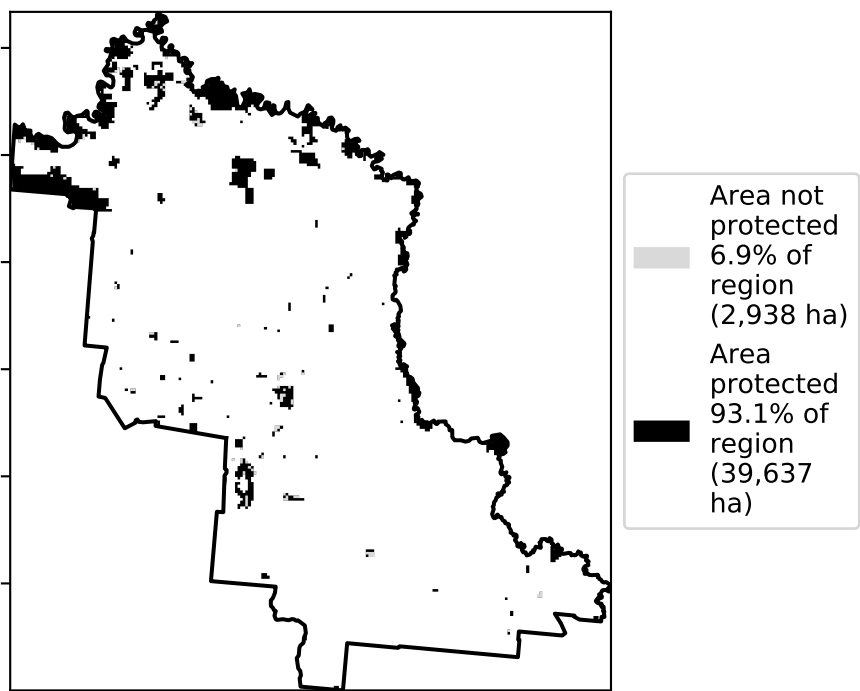 Area not
protected
6.9% of
region
(2,938 ha)
Area
protected
93.1% of
region
(39,637
ha)